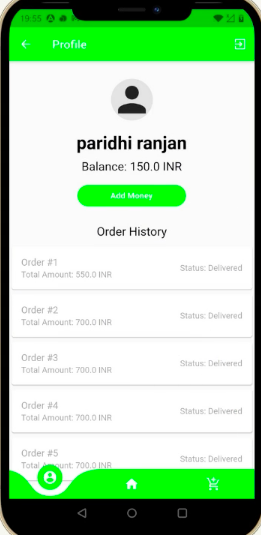 19:55
Profile
paridhi ranjan
Balance: 150.0 INR
Add Money
Order History
Order #1
Total Amount: 550.0 INR
Status: Delivered
Order #2
Total Amount: 700.0 INR
Status: Delivered
Order #3
Total Amount: 700.0 INR
Status: Delivered
Order #4
Total Amount: 700.0 INR
Status: Delivered
Order #5
Total Amount: 700.0 INR
Status: Delivered